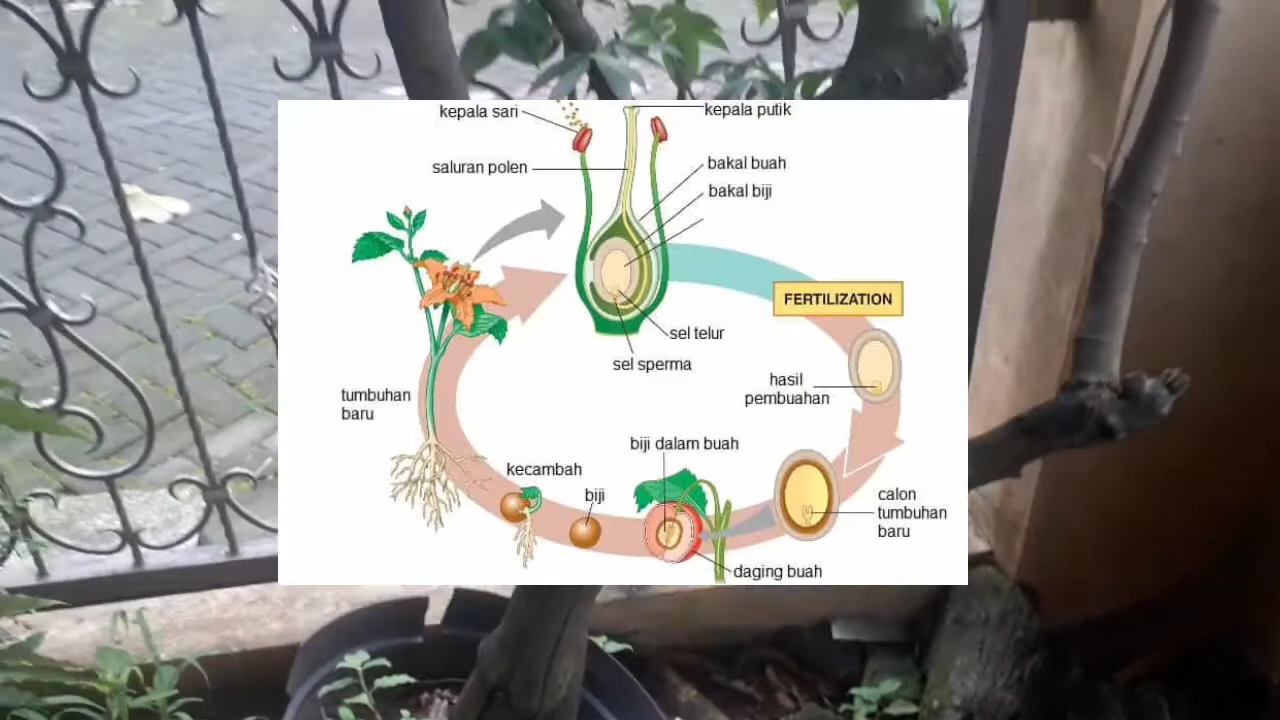 kepala sari
kepala putik
saluran polen
bakal buah
bakal biji
FERTILIZATION
sel telur
sel sperma
hasil
pembuahan
tumbuhan
baru
biji dalam buah
kecambah
biji
calon
tumbuhan
baru
daging buah